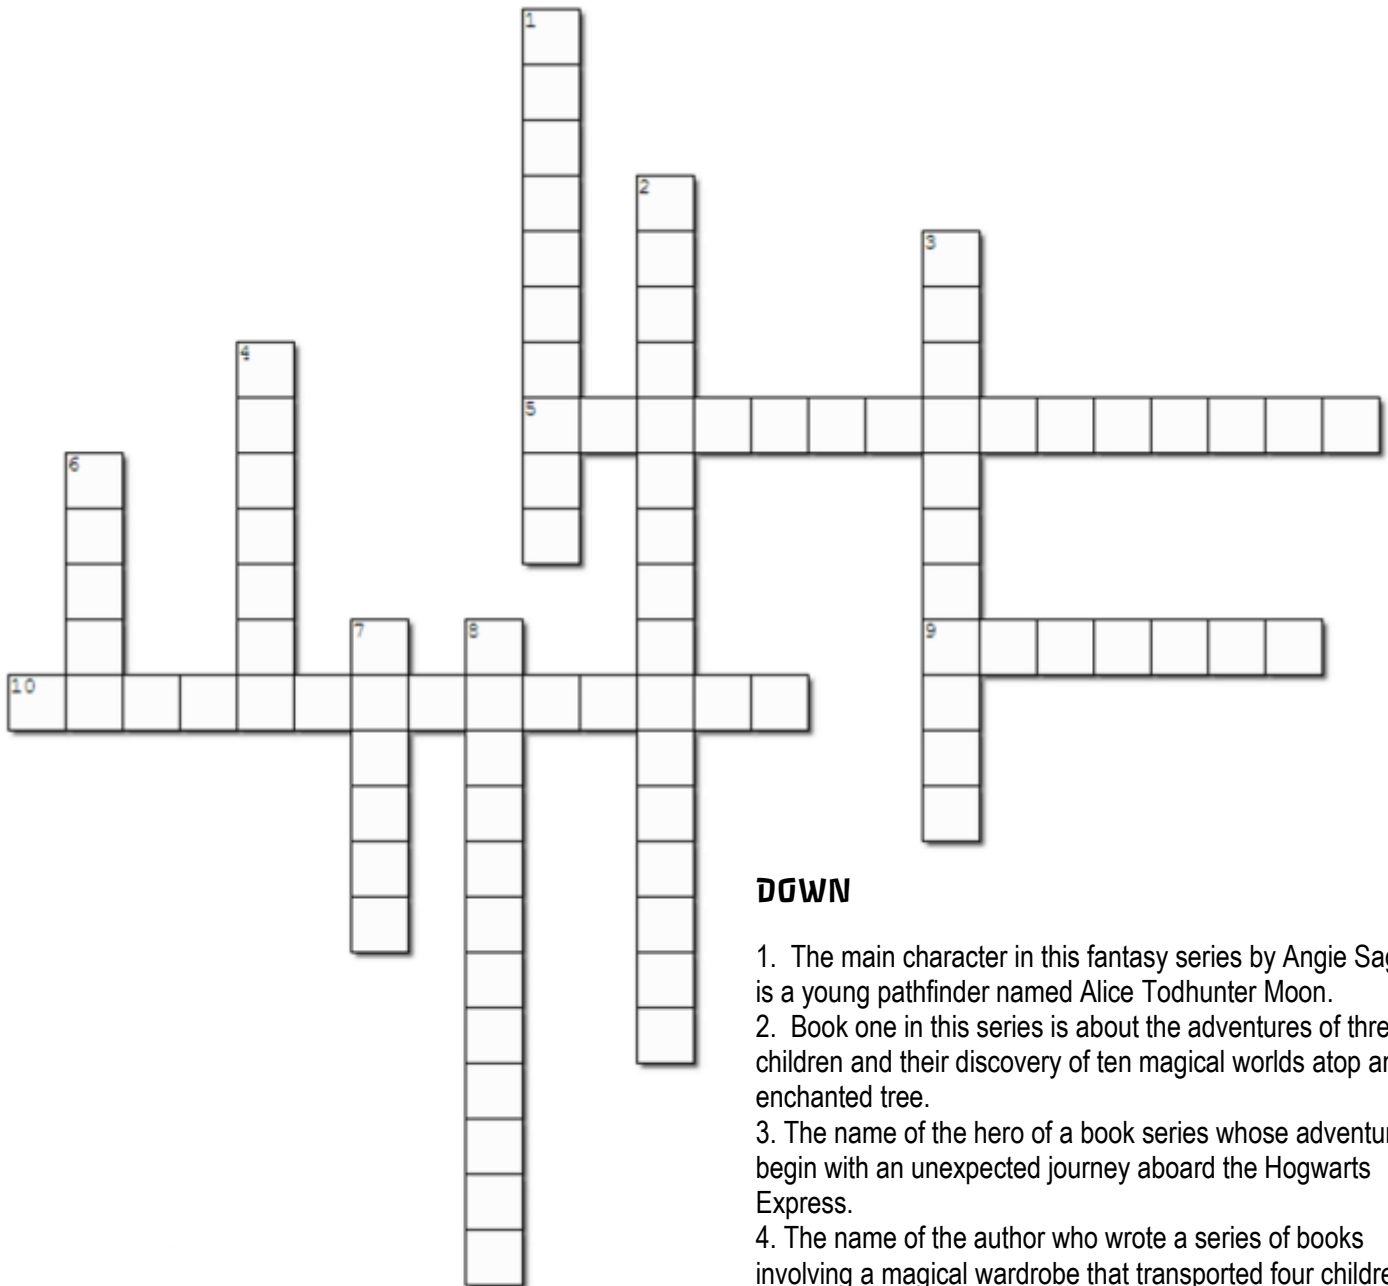 1
2
3
4
5
6
7
8
9
10
DOWN
1. The main character in this fantasy series by Angie Sag
is a young pathfinder named Alice Todhunter Moon.
2. Book one in this series is about the adventures of thre
children and their discovery of ten magical worlds atop a
enchanted tree.
3. The name of the hero of a book series whose adventu
begin with an unexpected journey aboard the Hogwarts
Express.
4. The name of the author who wrote a series of books
involving a magical wardrobe that transported four childre